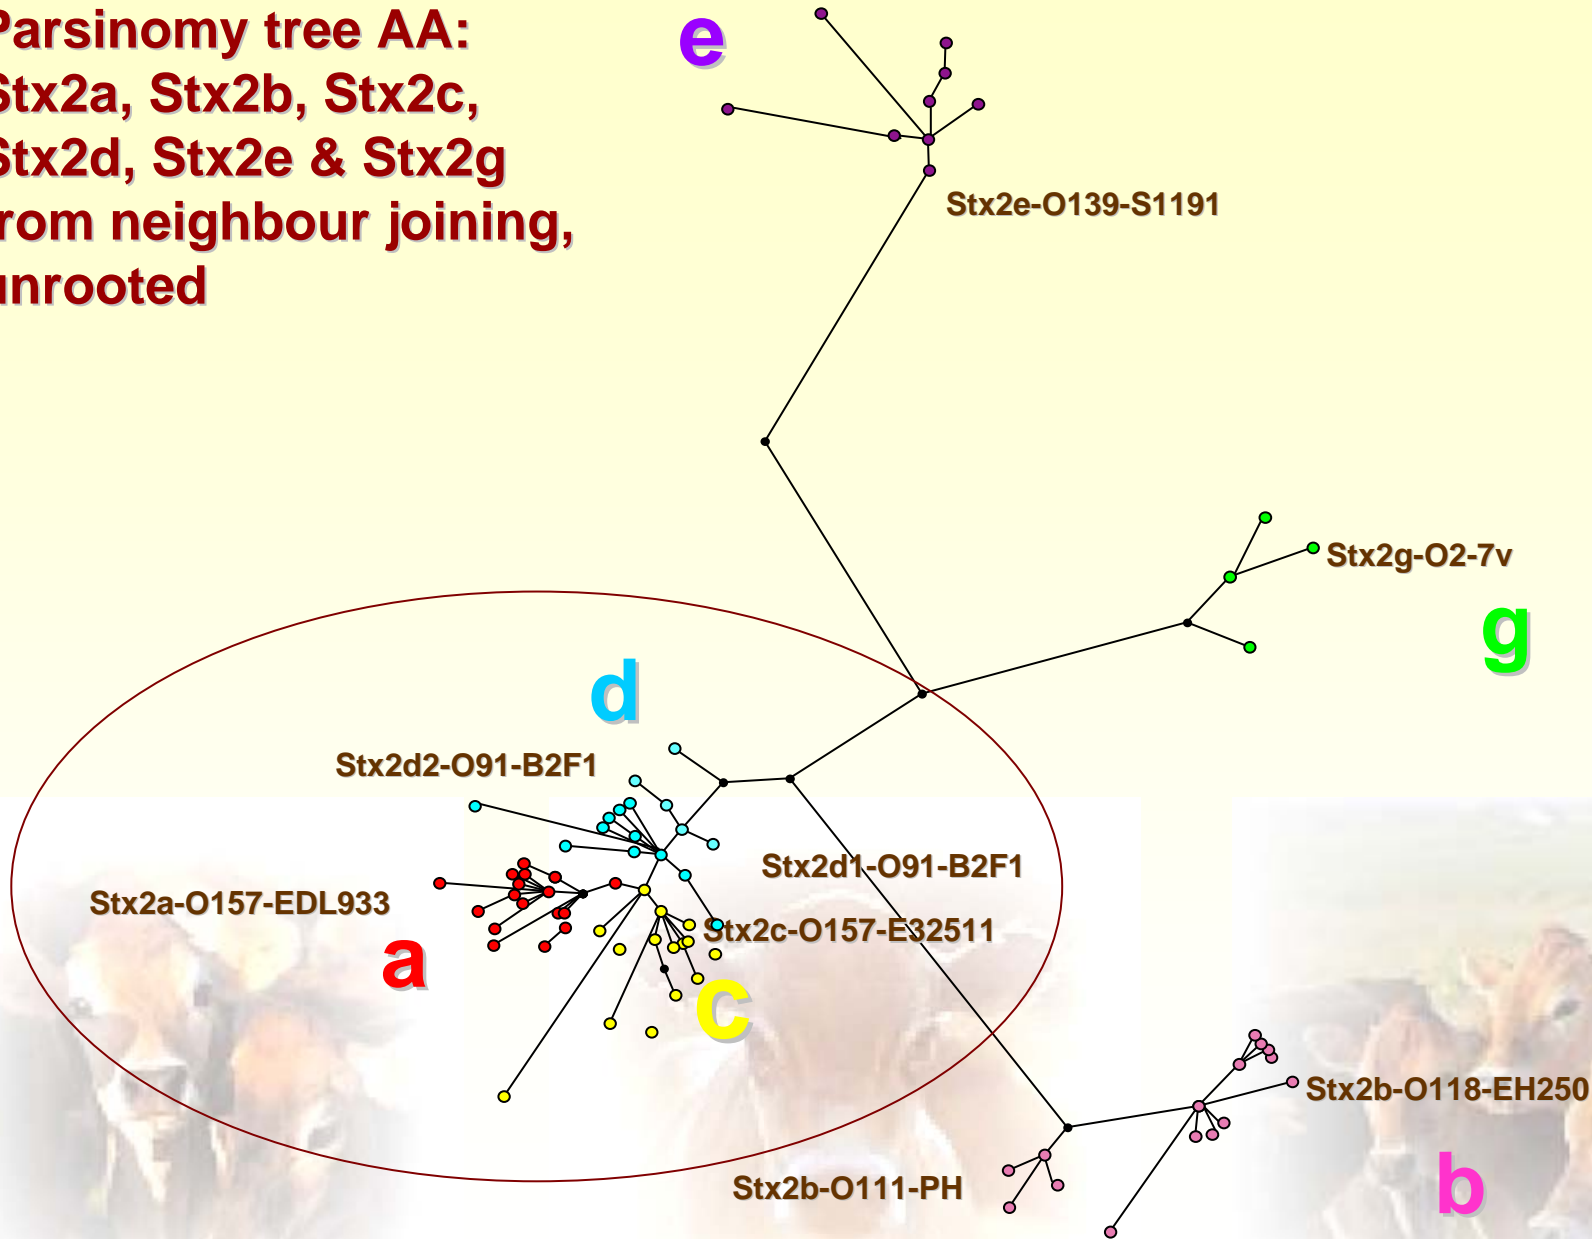 Parsinomy tree AA:
Stx2a, Stx2b, Stx2c,
Stx2d, Stx2e & Stx2g
from neighbour joining,
unrooted
e
Stx2e-O139-S1191
Stx2g-O2-7v
g
d
Stx2d2-O91-B2F1
Stx2d1-O91-B2F1
Stx2a-O157-EDL933
Stx2c-O157-E32511
a
c
Stx2b-O118-EH250
Stx2b-O111-PH
b